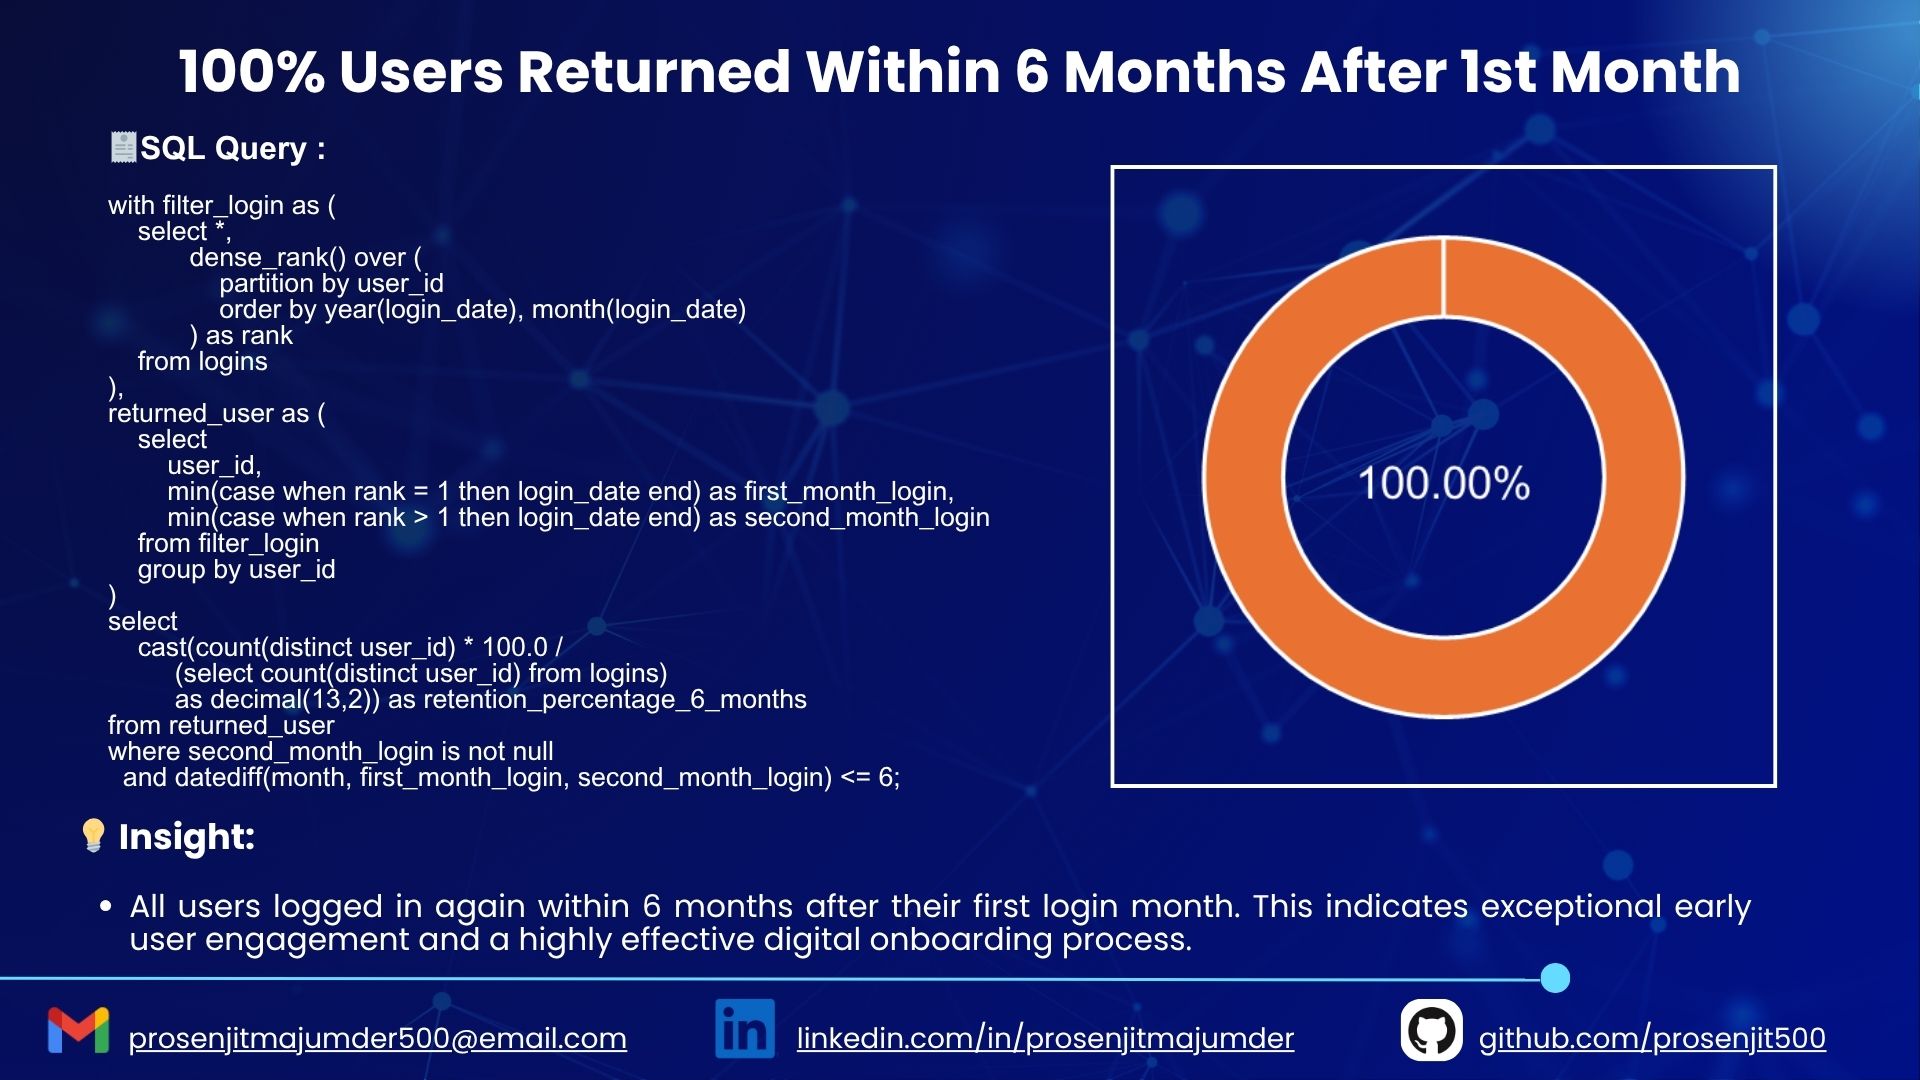 100% Users Returned Within 6 Months After 1st Month
SQL Query :
with filter_login as (
select *,
dense_rank() over (
partition by user_id
order by year(login_date), month(login_date)
) as rank
from logins
),
returned_user as (
select
user_id,
min(case when rank = 1 then login_date end) as first_month_login,
min(case when rank > 1 then login_date end) as second_month_login
from filter_login
group by user_id
)
select
cast(count(distinct user_id) * 100.0 /
(select count(distinct user_id) from logins)
as decimal(13,2)) as retention_percentage_6_months
from returned_user
where second_month_login is not null
and datediff(month, first_month_login, second_month_login) <= 6;
100.00%
Insight:
• All users logged in again within 6 months after their first login month. This indicates exceptional early
user engagement and a highly effective digital onboarding process.
prosenjitmajumder500@email.com
in
linkedin.com/in/prosenjitmajumder
github.com/prosenjit500